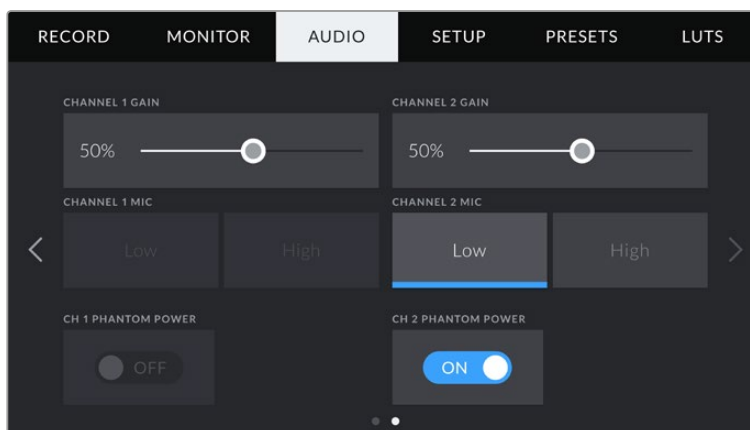 RECORD MONITOR AUDIO SETUP PRESETS LUTS
CHANNEL 1 GAIN CHANNEL 2 GAIN
50% 50%
CHANNEL 1 MIC CHANNEL 2 MIC
Low High Low High
CH 1 PHANTOM POWER CH 2 PHANTOM POWER
OFF ON